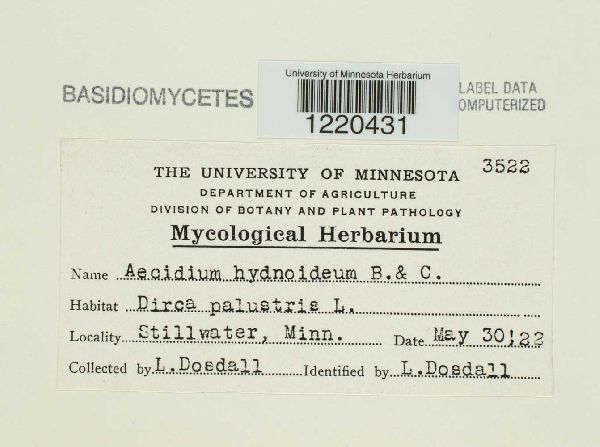 University of Minnesota Herbarium
1220431
BASIDIOMYCETES
LABEL DATA
OMPUTERIZED
3522
THE UNIVERSITY OF MINNESOTA
DEPARTMENT OF AGRICULTURE
DIVISION OF BOTANY AND PLANT PATHOLOGY
Mycological Herbarium
Name Aecidium hydnoideum B.& C.
Habitat Dirca palustris L.
Locality Stillwater, Minn. Date May 30,'22
Collected by L.Dosdall Identified by L.Dosdall